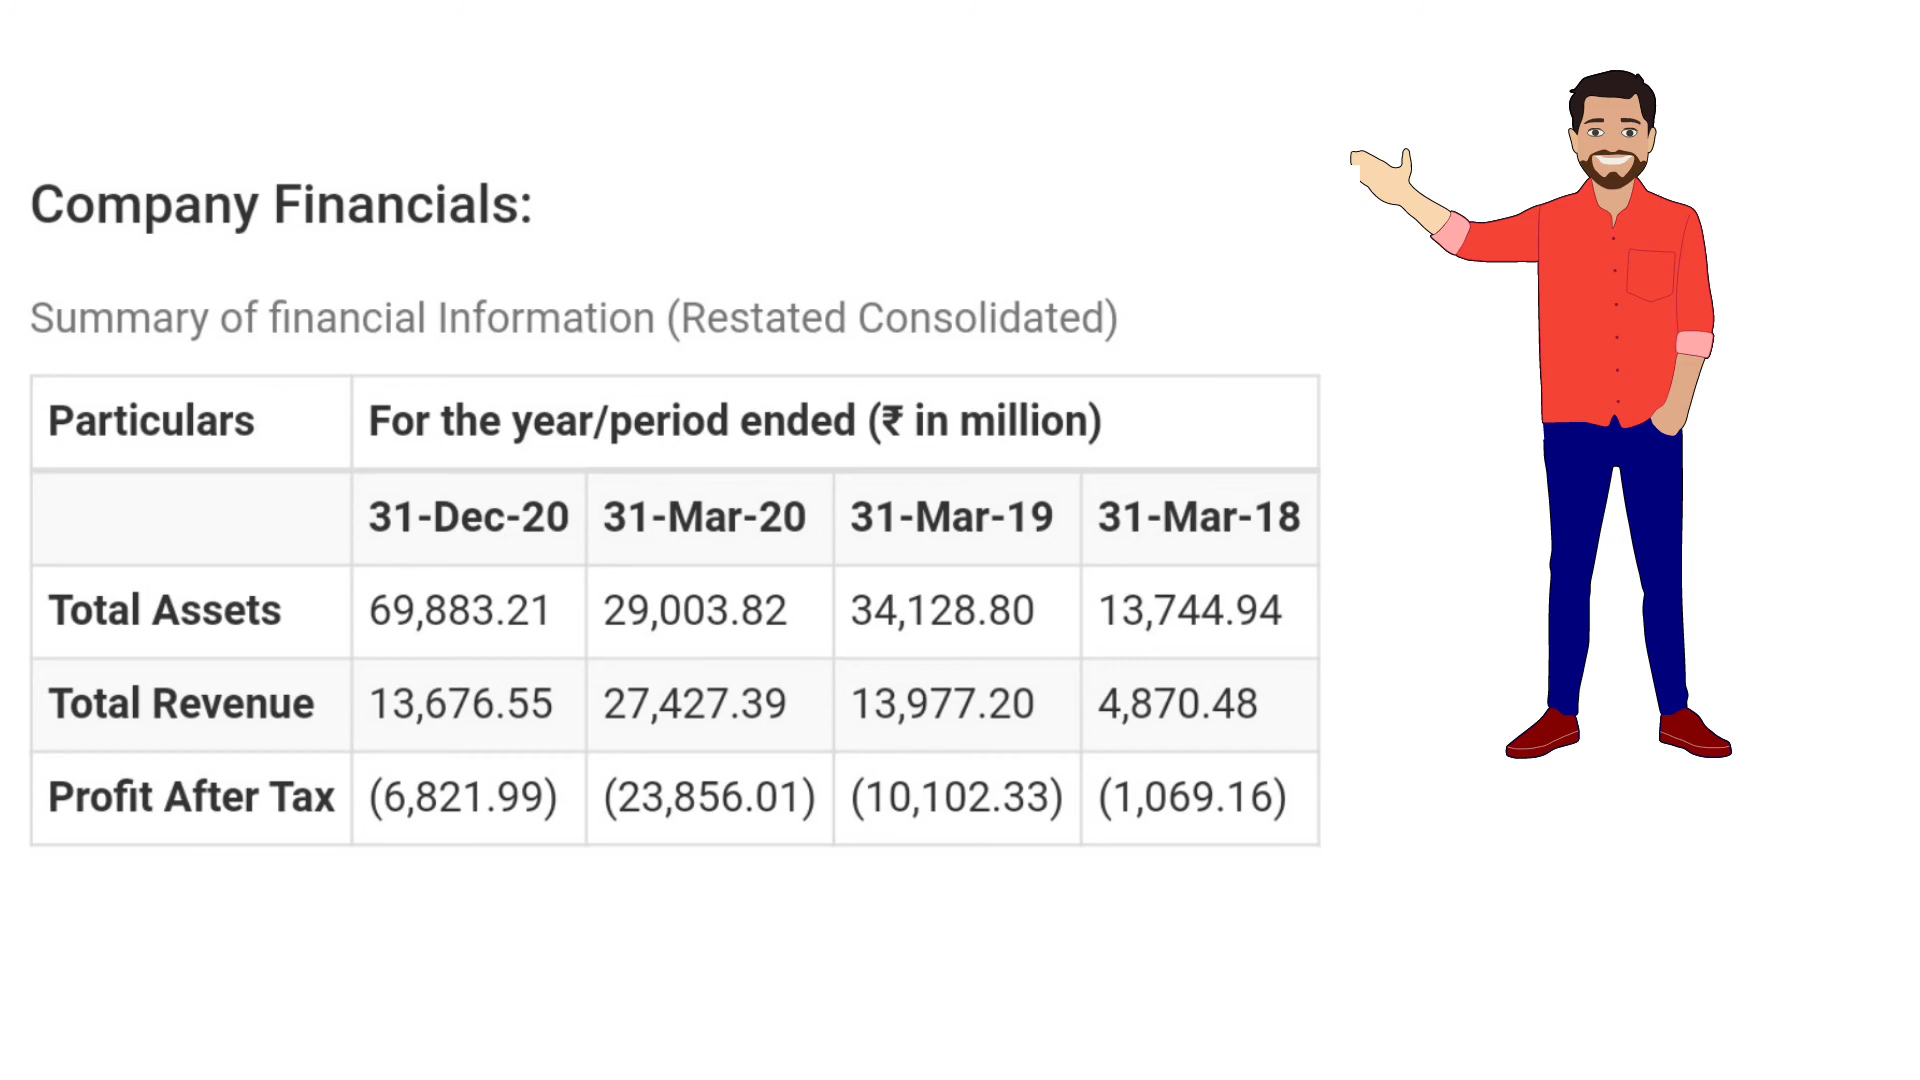 Company Financials:
Summary of financial Information (Restated Consolidated)
Particulars For the year/period ended (₹ in million)
31-Dec-20 31-Mar-20 31-Mar-19 31-Mar-18
Total Assets 69,883.21 29,003.82 34,128.80 13,744.94
Total Revenue 13,676.55 27,427.39 13,977.20 4,870.48
Profit After Tax (6,821.99) (23,856.01) (10,102.33) (1,069.16)